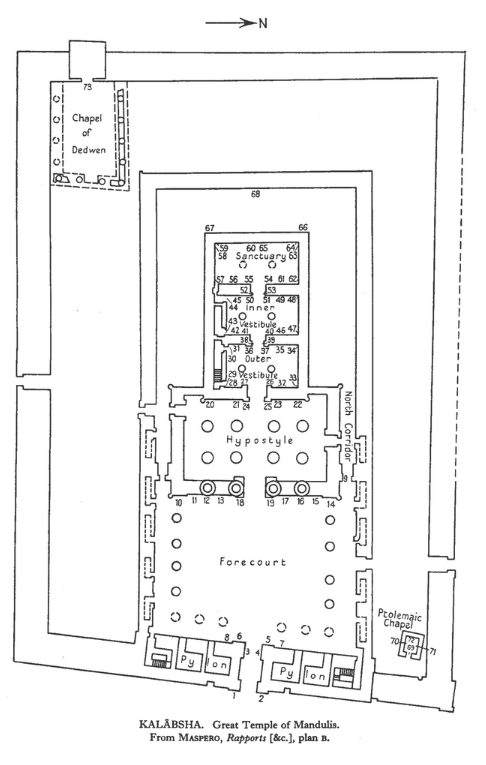 N
73
Chapel
of
Dedwen
68
67 66
59 60 65 64
Sanctuary
58 63
57 56 55 54 61 62
52 53
45 50 51 49 48
44 Inner
43 Vestibule
42 41 40 46 47
38 39
31 36 37 35 34
30 Outer
29 Vestibule
28 27 26 32 33
20 21 24 25 23 22
North Corridor
Hypostyle
9
10 11 12 13 18 19 17 16 15 14
Forecourt
Ptolemaic
Chapel
70 72 71
69
8 6 5 7
3 4
Py lon Py lon
1 2
KALÂBSHA. Great Temple of Mandulis.
From MASPERO, Rapports [&c.], plan B.